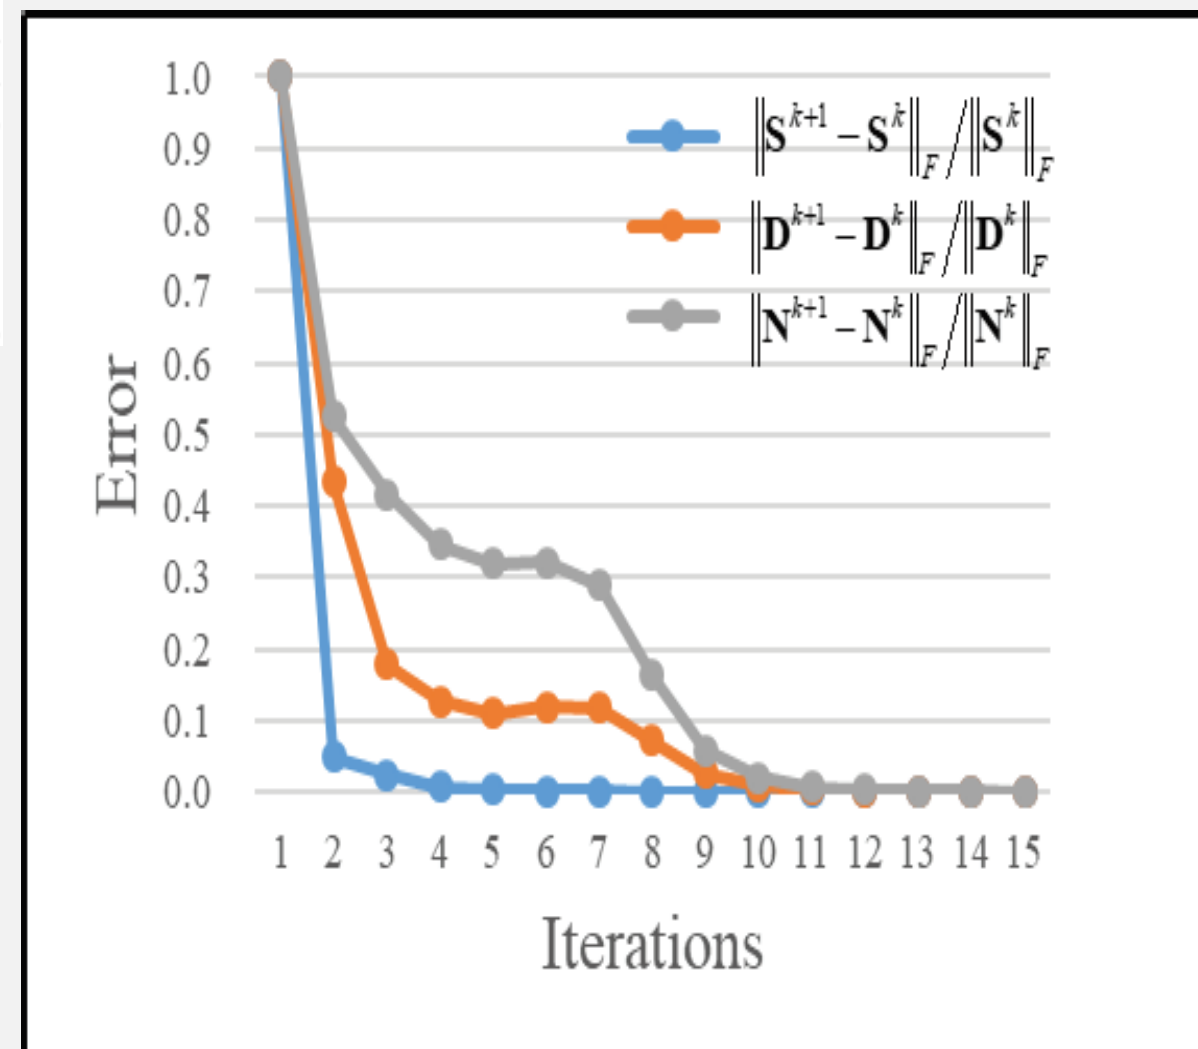 1.0
0.9
0.8
0.7
0.6
0.5
0.4
0.3
0.2
0.1
0.0
Error
‖S^{k+1} − S^k‖_F / ‖S^k‖_F
‖D^{k+1} − D^k‖_F / ‖D^k‖_F
‖N^{k+1} − N^k‖_F / ‖N^k‖_F
1 2 3 4 5 6 7 8 9 10 11 12 13 14 15
Iterations